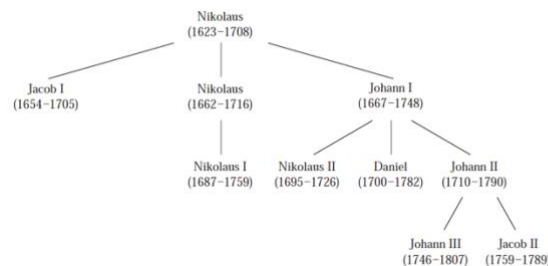 Nikolaus
(1623–1708)
Jacob I
(1654–1705)
Nikolaus
(1662–1716)
Johann I
(1667–1748)
Nikolaus I
(1687–1759)
Nikolaus II
(1695–1726)
Daniel
(1700–1782)
Johann II
(1710–1790)
Johann III
(1746–1807)
Jacob II
(1759–1789)